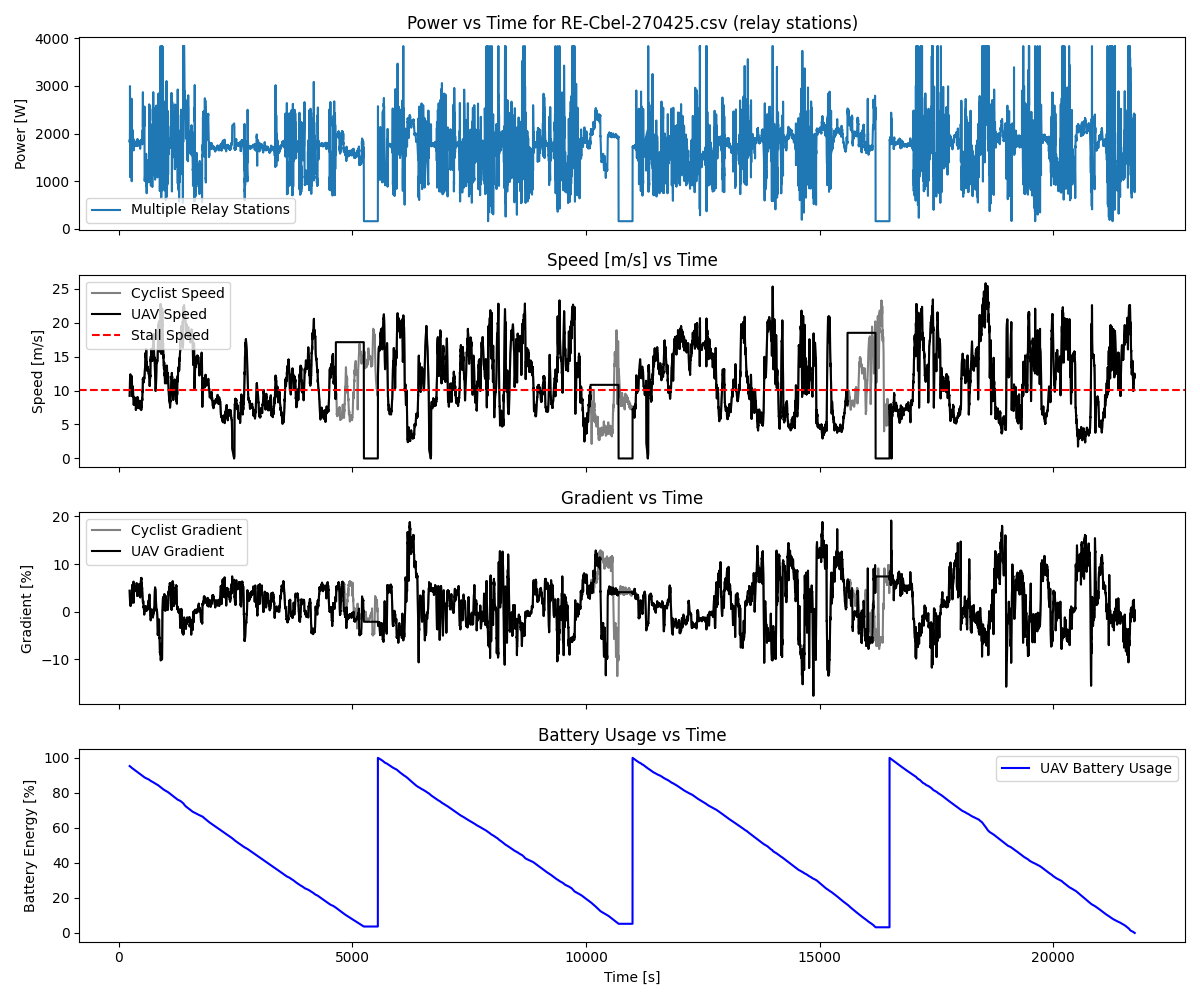 Power vs Time for RE-Cbel-270425.csv (relay stations)
4000
3000
2000
1000
0
Power [W]
Multiple Relay Stations
Speed [m/s] vs Time
25
20
15
10
5
0
Speed [m/s]
Cyclist Speed
UAV Speed
Stall Speed
Gradient vs Time
20
10
0
−10
Gradient [%]
Cyclist Gradient
UAV Gradient
Battery Usage vs Time
100
80
60
40
20
0
Battery Energy [%]
UAV Battery Usage
0 5000 10000 15000 20000
Time [s]